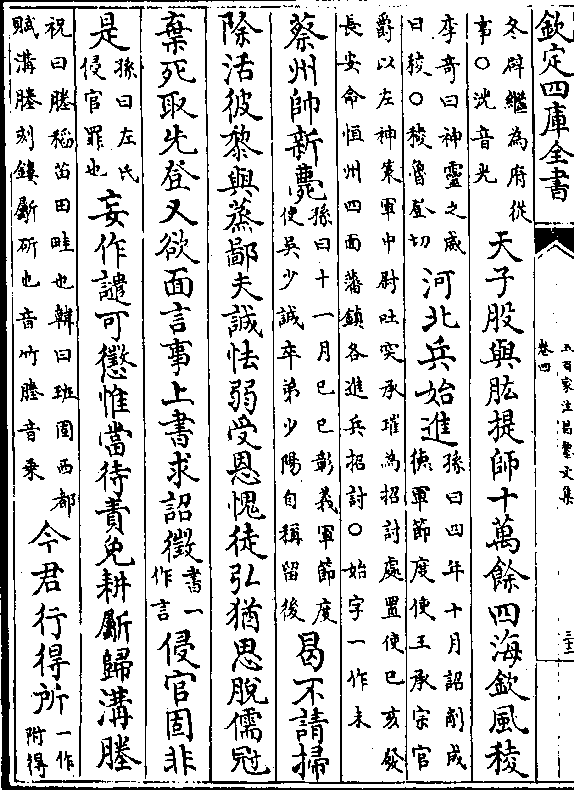 欽定四庫全書
五百家注昌黎文集
卷四
冬辟繼為府從
事○洸音光
天子股與肱提師十萬餘四海欽風稜
李奇曰神靈之威
曰稜○稜魯登切
河北兵始進
孫曰四年十月詔削成
德軍節度使王承宗官
爵以左神策軍中尉吐突承璀為招討處置使已亥發
長安命恒州四面藩鎮各進兵招討○始字一作未
蔡州帥新薨
孫曰十一月已巳彰義軍節度
使吳少誠卒弟少陽自稱留後
曷不請掃
除活彼黎與蒸鄙夫誠怯弱受恩愧徒弘猶思脫儒冠
棄死取先登又欲面言事上書求詔徵
書一
作言
侵官固非
是
孫曰左氏
侵官罪也
妄作譴可懲惟當待責免耕劚歸溝塍
祝曰塍稻苗田畦也韓曰班固西都
賦溝塍刻鏤劚斫也音竹塍音乗
今君行得所
一作
附得